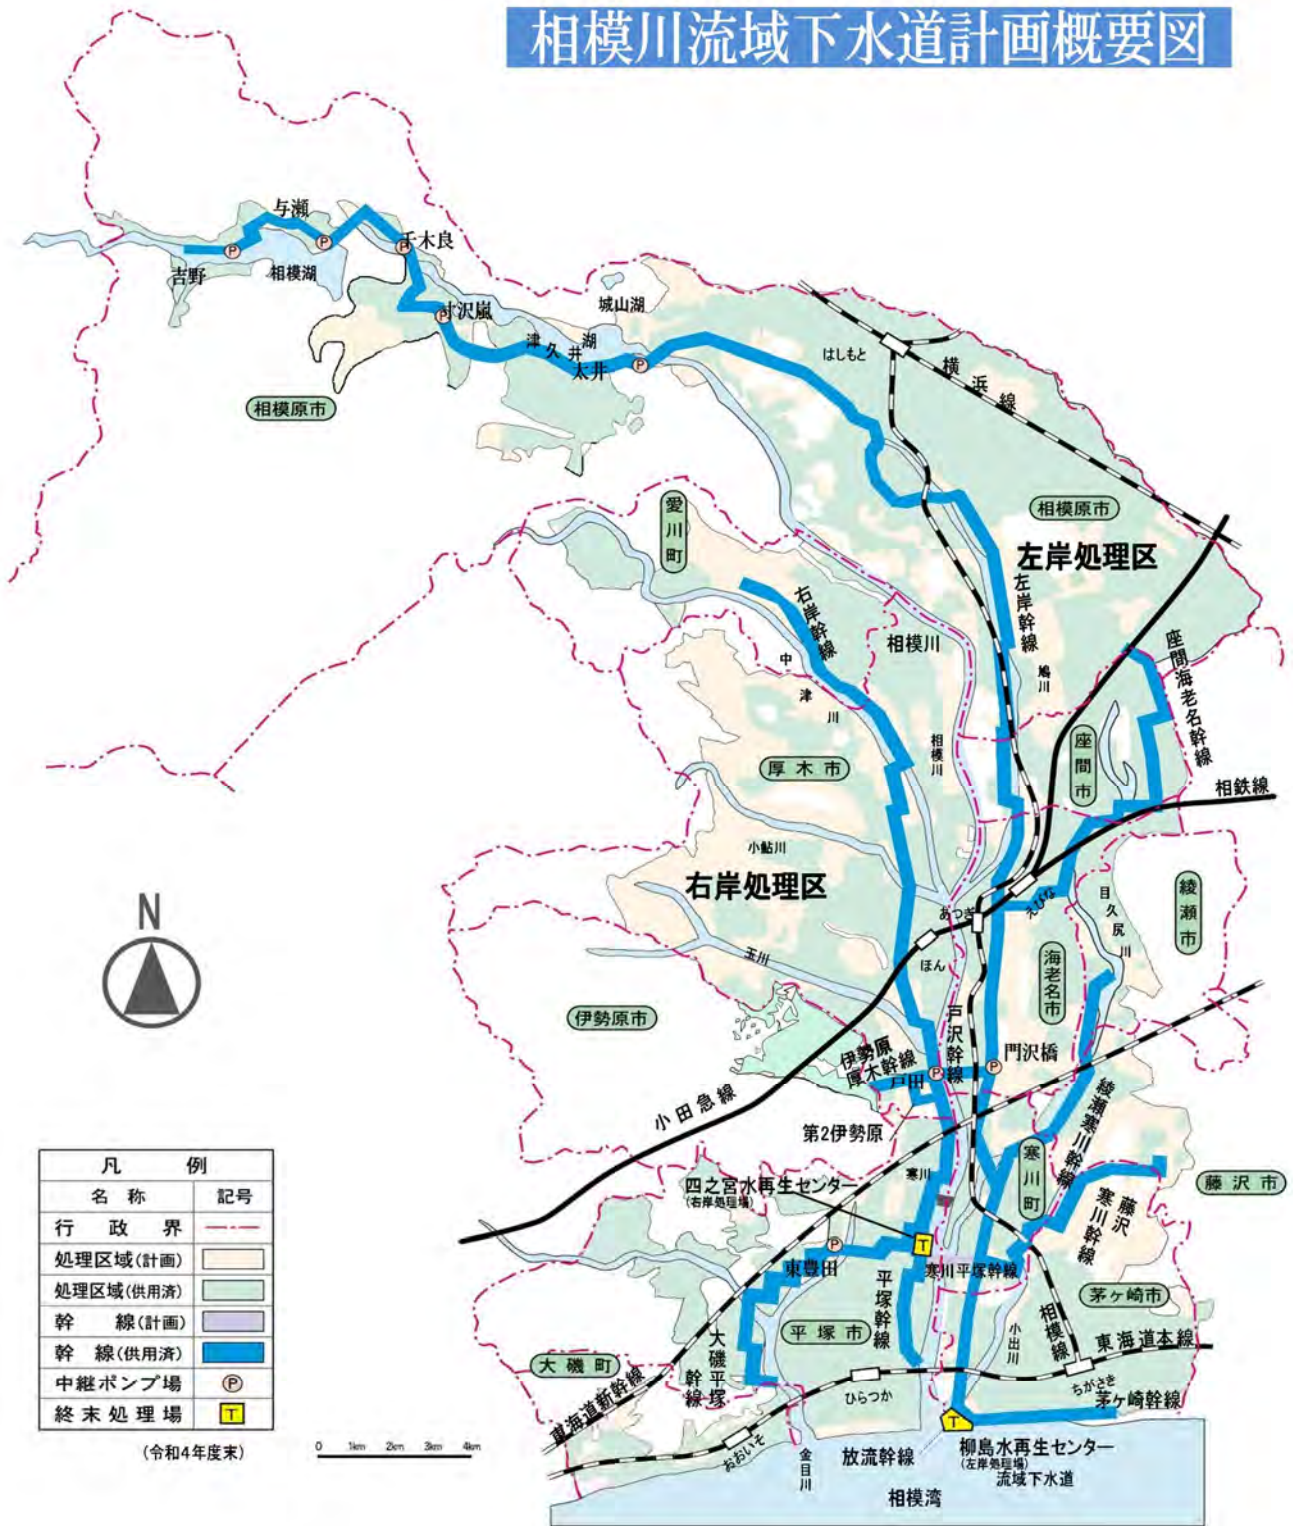 相模川流域下水道計画概要図
与瀬
千木良
吉野
相模湖
寸沢嵐
城山湖
津久井湖
太井
はしもと
横浜線
相模原市
愛川町
相模原市
左岸処理区
右岸幹線
左岸幹線
相模川
座間海老名幹線
鳩川
中津川
相模川
座間市
厚木市
相鉄線
小鮎川
右岸処理区
綾瀬市
あつぎ
えびな
目久尻川
玉川
ほん
海老名市
伊勢原市
戸沢幹線
門沢橋
伊勢原
厚木幹線
戸田
小田急線
綾瀬寒川幹線
第2伊勢原
寒川町
寒川
四之宮水再生センター
(右岸処理場)
藤沢市
藤沢
寒川幹線
T
東豊田
寒川平塚幹線
平塚幹線
茅ヶ崎市
平塚市
小出川
相模線
東海道本線
大磯町
大磯平塚
幹線
東海道新幹線
ひらつか
ちがさき
茅ヶ崎幹線
おおいそ
T
金目川
放流幹線
柳島水再生センター
(左岸処理場)
流域下水道
相模湾
N
凡 例
名 称 記号
行 政 界
処理区域(計画)
処理区域(供用済)
幹 線(計画)
幹 線(供用済)
中継ポンプ場 P
終末処理場 T
(令和4年度末)
0 1km 2km 3km 4km
P
P
P
P
P
P
P
P